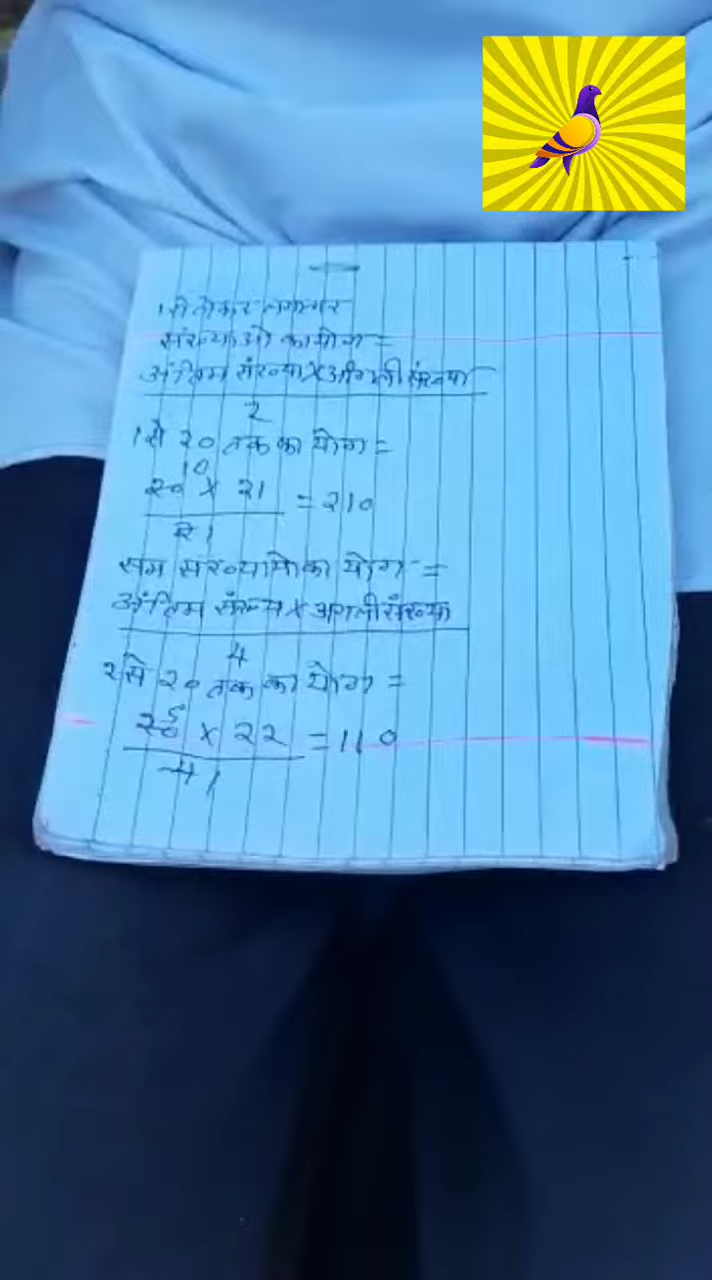 1 से लेकर लगातार
संख्याओ का योग =
अंतिम संख्या × अगली संख्या
2
1 से 20 तक का योग =
10
20 × 21 = 210
2 1
सम संख्यायो का योग =
अंतिम संख्या × अगली संख्या
4
2 से 20 तक का योग =
5
20 × 22 = 110
4 1